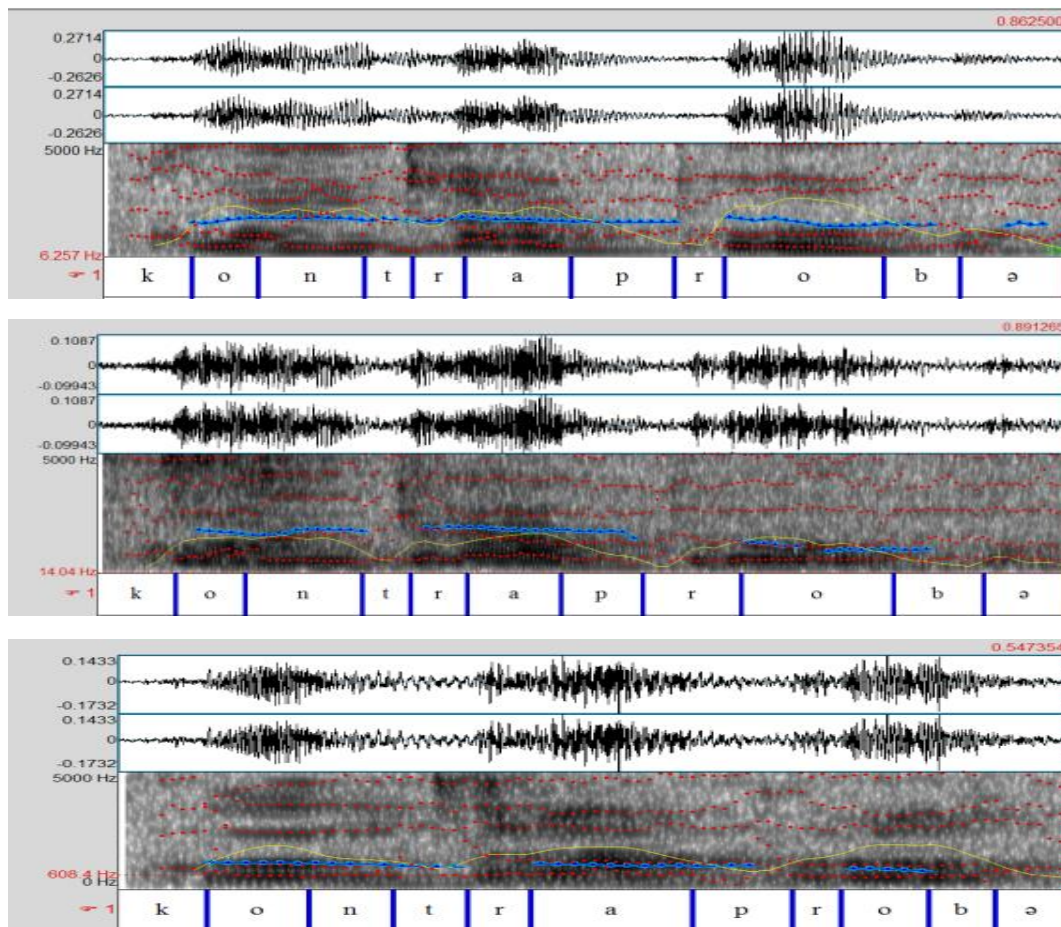 0.862500
0.2714
0
-0.2626
0.2714
0
-0.2626
5000 Hz
6.257 Hz
☞ 1 k o n t r a p r o b ə
0.891265
0.1087
0
-0.09943
0.1087
0
-0.09943
5000 Hz
14.04 Hz
☞ 1 k o n t r a p r o b ə
0.547354
0.1433
0
-0.1732
0.1433
0
-0.1732
5000 Hz
608.4 Hz
0 Hz
☞ 1 k o n t r a p r o b ə